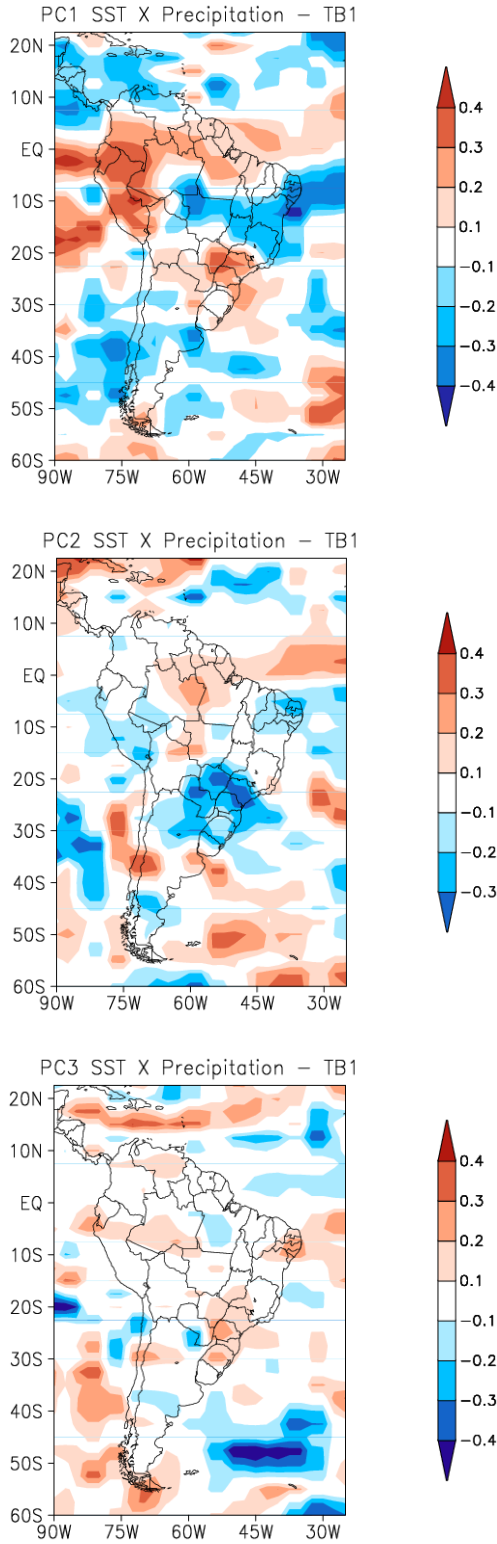 PC1 SST X Precipitation - TB1
20N
10N
EQ
10S
20S
30S
40S
50S
60S
90W 75W 60W 45W 30W
0.4
0.3
0.2
0.1
-0.1
-0.2
-0.3
-0.4
PC2 SST X Precipitation - TB1
20N
10N
EQ
10S
20S
30S
40S
50S
60S
90W 75W 60W 45W 30W
0.4
0.3
0.2
0.1
-0.1
-0.2
-0.3
PC3 SST X Precipitation - TB1
20N
10N
EQ
10S
20S
30S
40S
50S
60S
90W 75W 60W 45W 30W
0.4
0.3
0.2
0.1
-0.1
-0.2
-0.3
-0.4